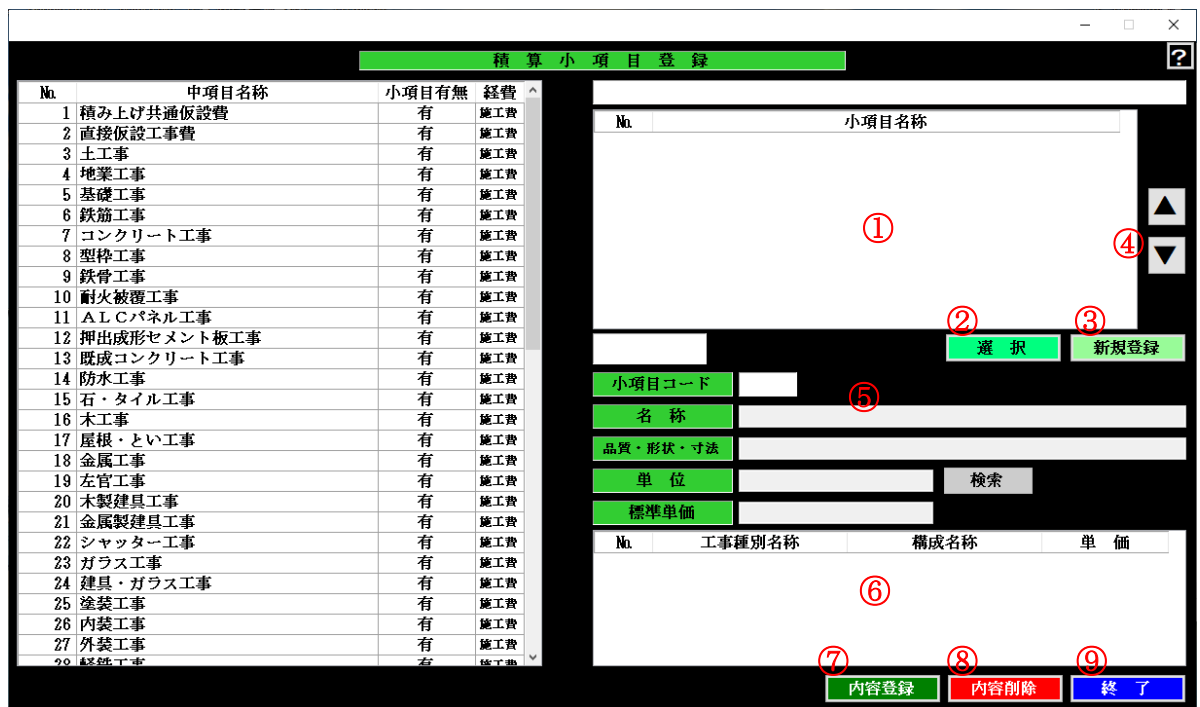 積 算 小 項 目 登 録
?
No. 中項目名称 小項目有無 経費
1 積み上げ共通仮設費 有 施工費
2 直接仮設工事費 有 施工費
3 土工事 有 施工費
4 地業工事 有 施工費
5 基礎工事 有 施工費
6 鉄筋工事 有 施工費
7 コンクリート工事 有 施工費
8 型枠工事 有 施工費
9 鉄骨工事 有 施工費
10 耐火被覆工事 有 施工費
11 ALCパネル工事 有 施工費
12 押出成形セメント板工事 有 施工費
13 既成コンクリート工事 有 施工費
14 防水工事 有 施工費
15 石・タイル工事 有 施工費
16 木工事 有 施工費
17 屋根・とい工事 有 施工費
18 金属工事 有 施工費
19 左官工事 有 施工費
20 木製建具工事 有 施工費
21 金属製建具工事 有 施工費
22 シャッター工事 有 施工費
23 ガラス工事 有 施工費
24 建具・ガラス工事 有 施工費
25 塗装工事 有 施工費
26 内装工事 有 施工費
27 外装工事 有 施工費
28 軽鉄工事 有 施工費
No. 小項目名称
①
④
▲
▼
② ③
選 択 新規登録
小項目コード
⑤
名 称
品質・形状・寸法
単 位 検索
標準単価
No. 工事種別名称 構成名称 単 価
⑥
⑦ ⑧ ⑨
内容登録 内容削除 終 了